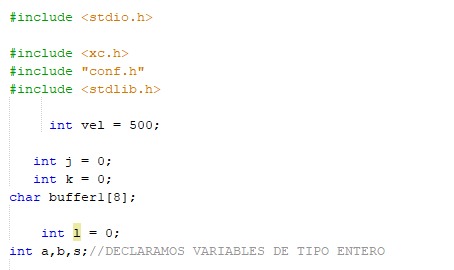 #include <stdio.h>
#include <xc.h>
#include "conf.h"
#include <stdlib.h>
int vel = 500;
int j = 0;
int k = 0;
char buffer1[8];
int l = 0;
int a,b,s;//DECLARAMOS VARIABLES DE TIPO ENTERO